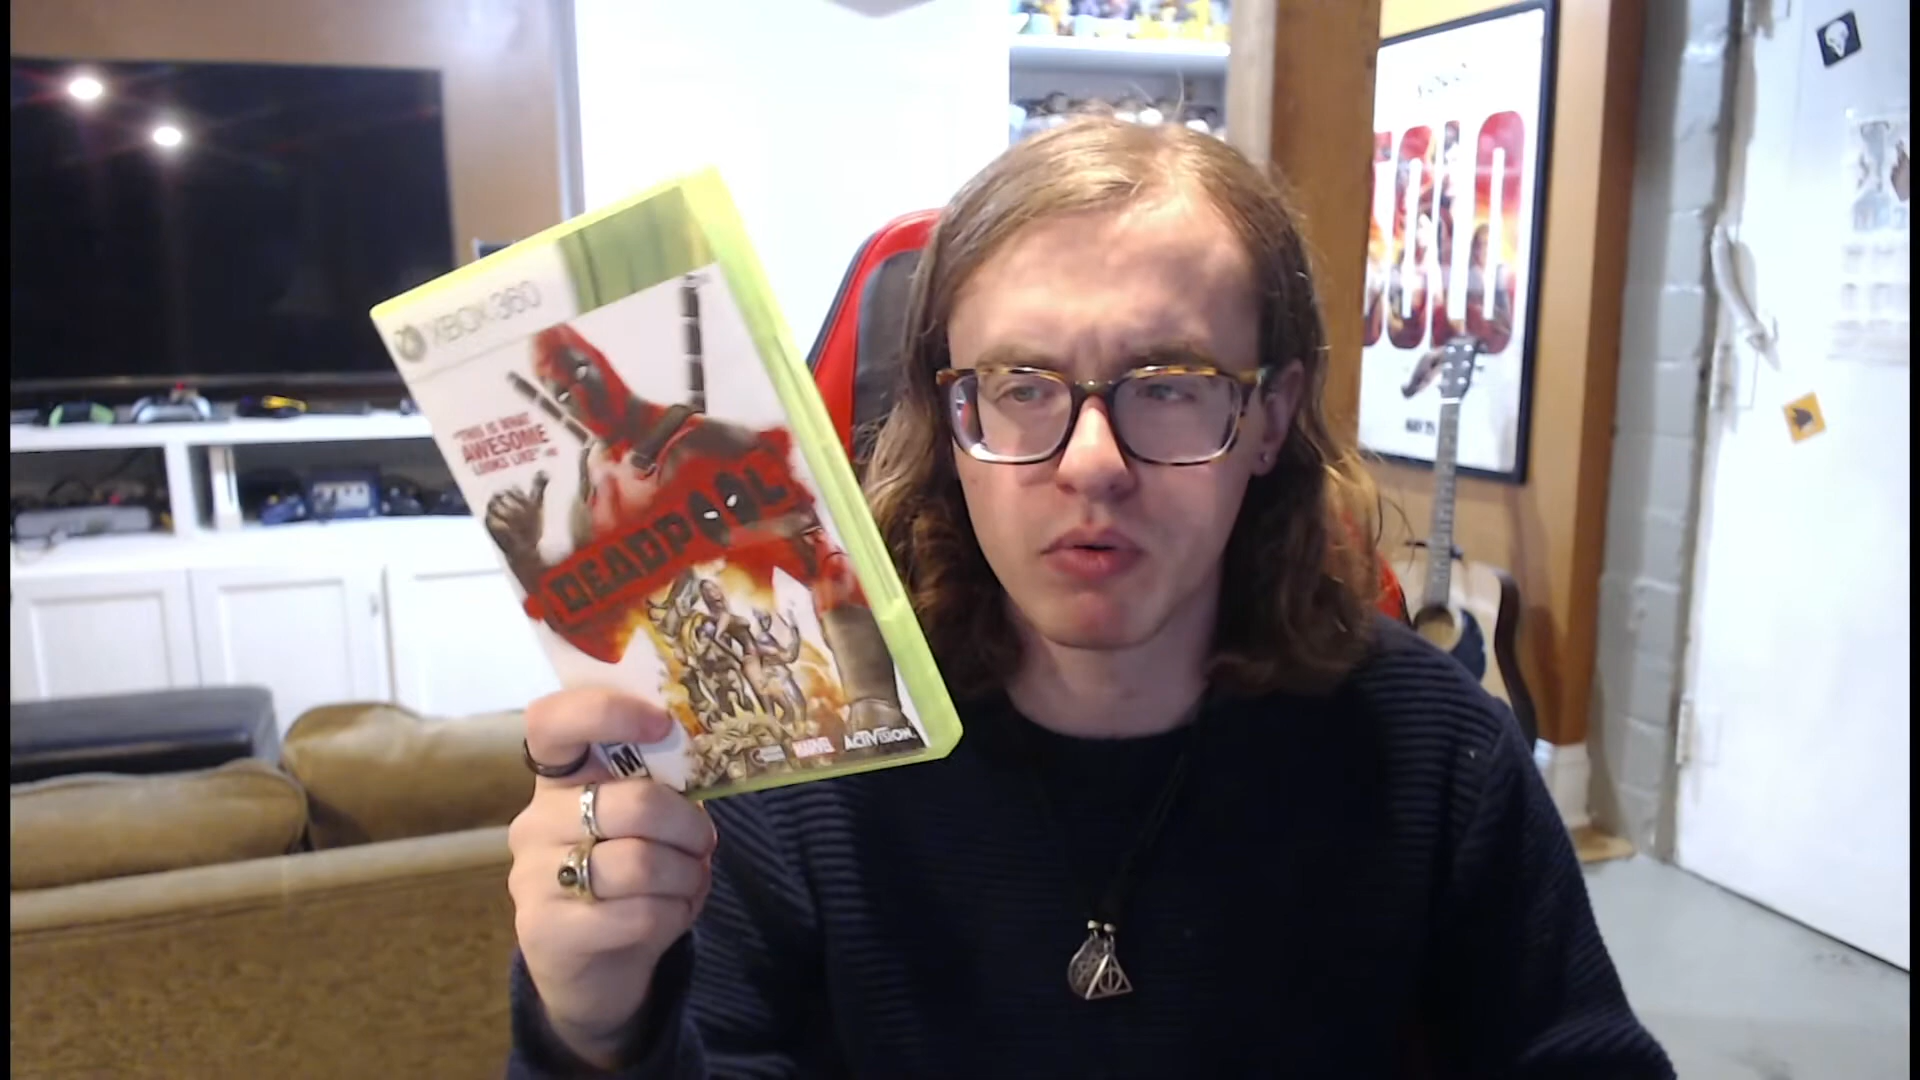 XBOX 360
"THIS IS WHAT
AWESOME
LOOKS LIKE"
DEADPOOL
M
MARVEL
ACTIVISION
SOLO